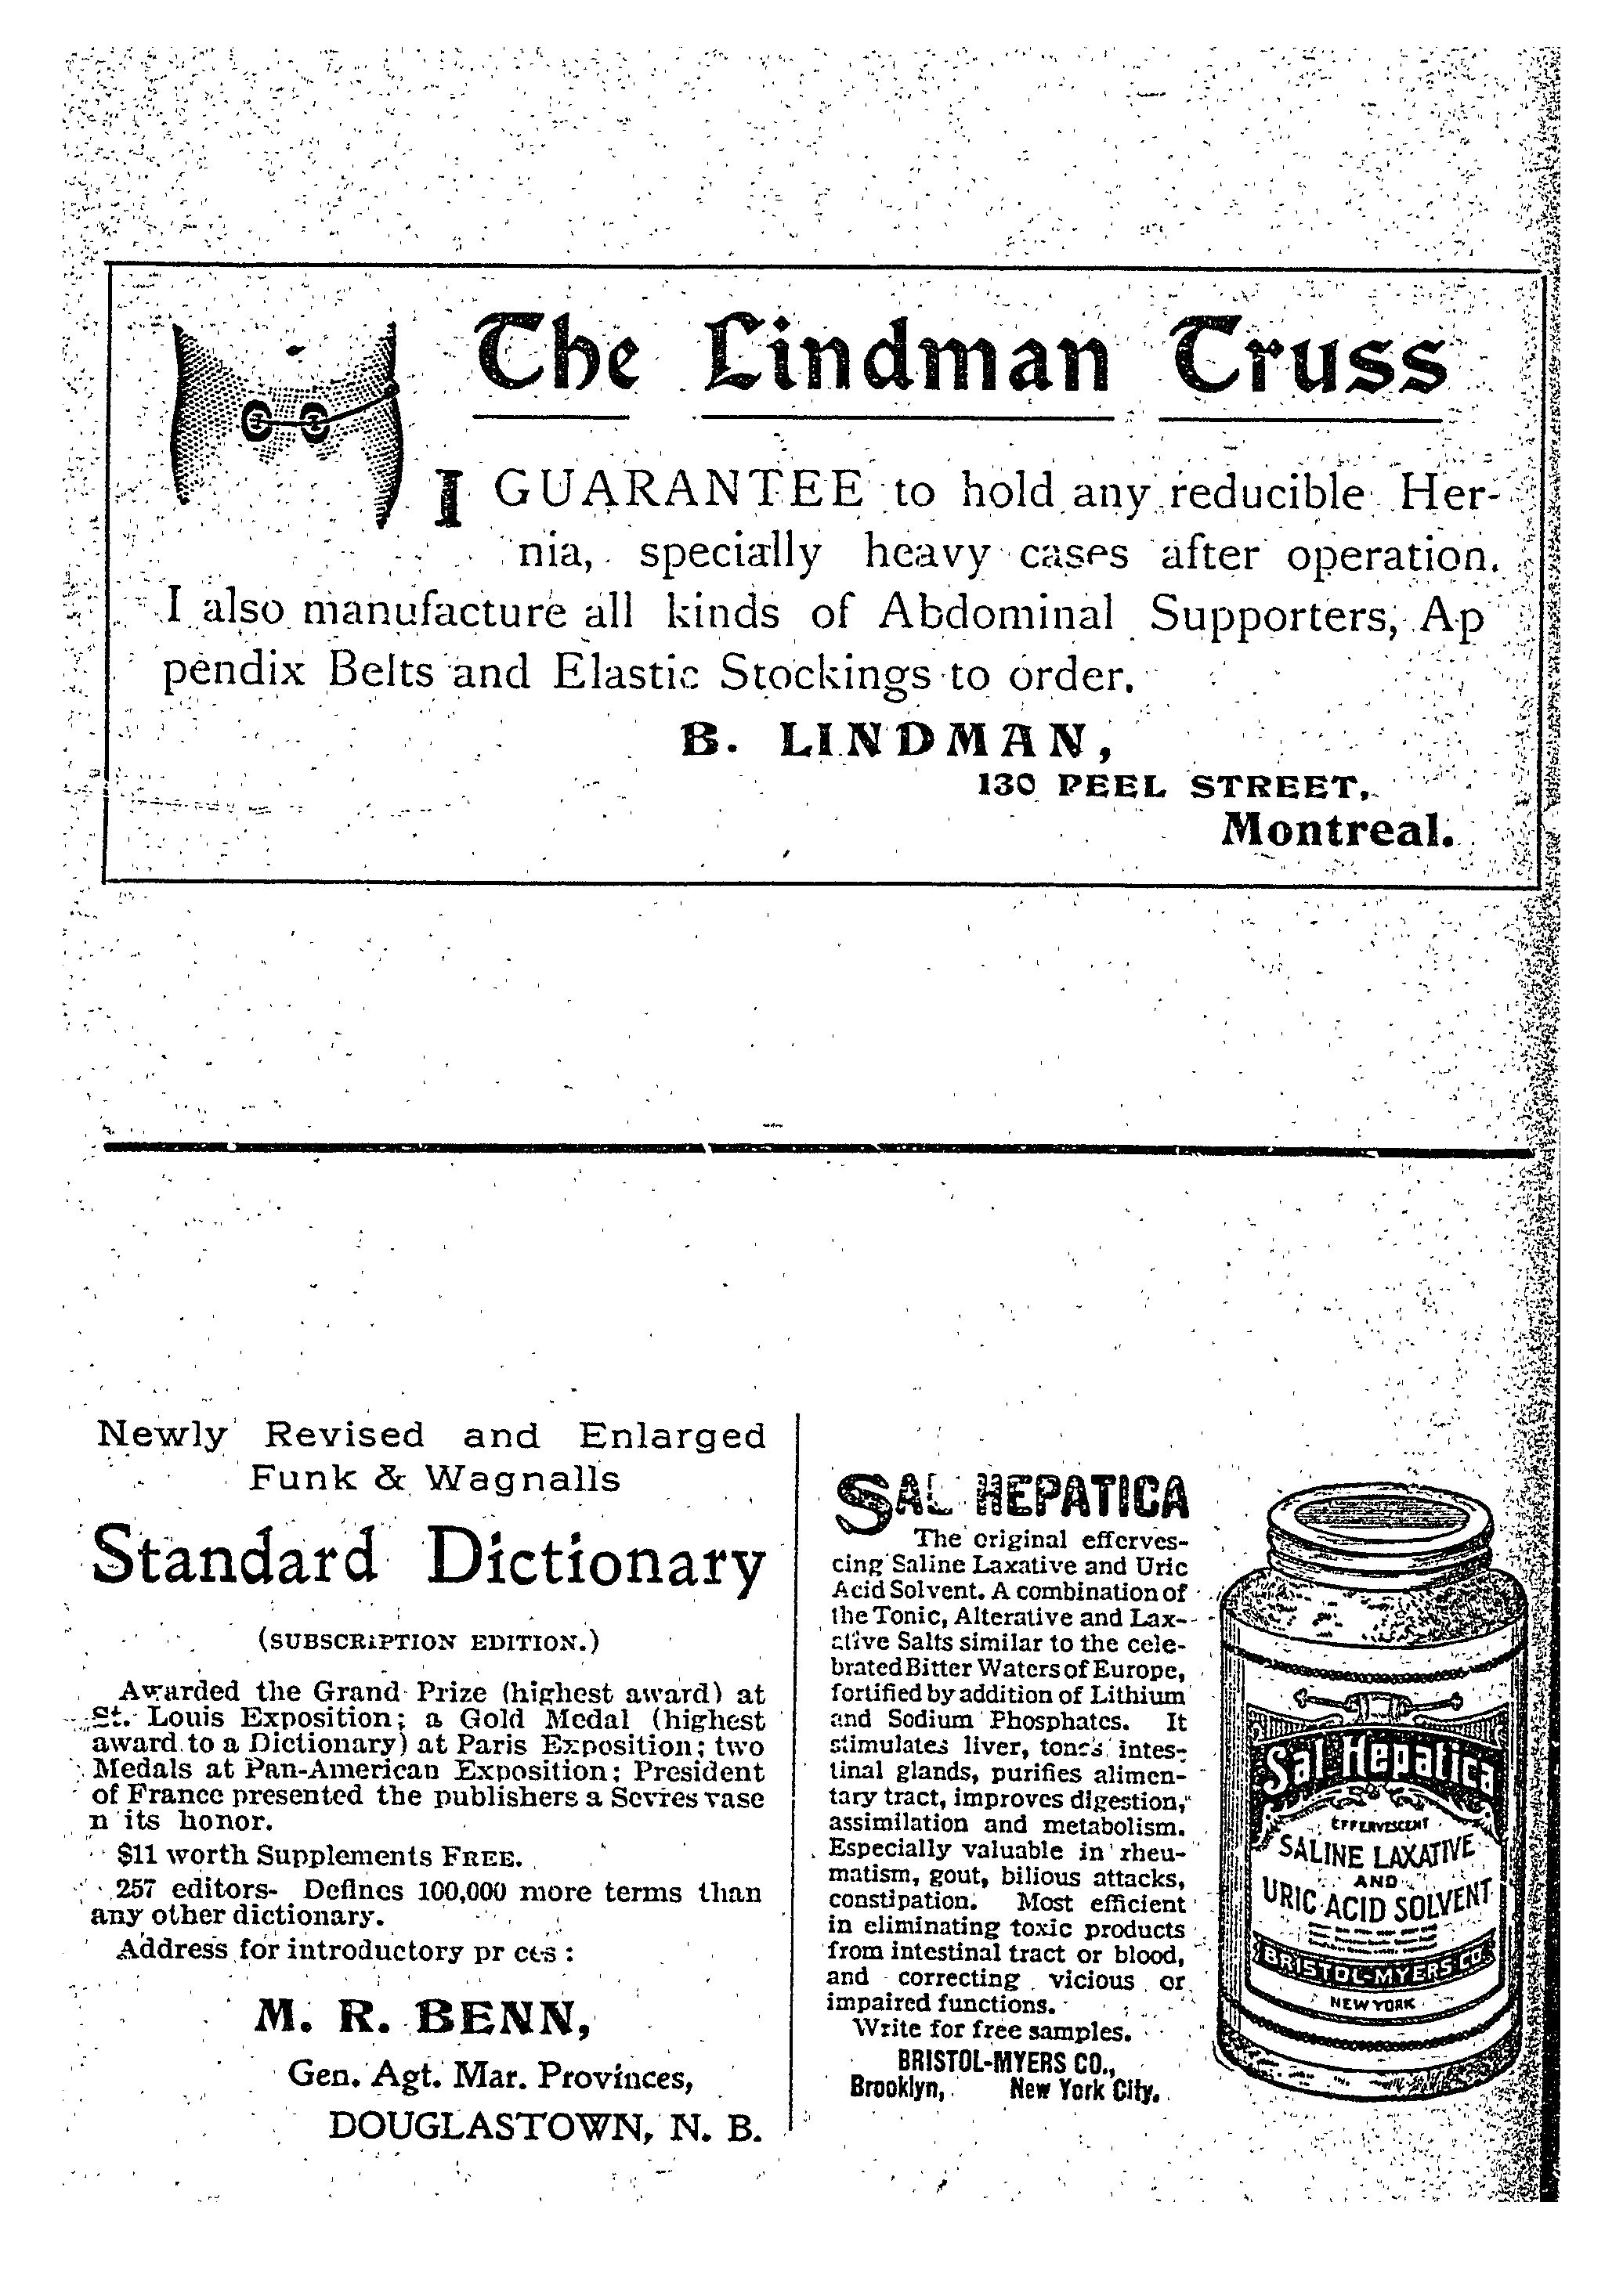 The Lindman Truss
I GUARANTEE to hold any reducible Her-
nia, specially heavy cases after operation.
I also manufacture all kinds of Abdominal Supporters, Ap
pendix Belts and Elastic Stockings to order.
B. LINDMAN,
130 PEEL STREET,
Montreal.
Newly Revised and Enlarged
Funk & Wagnalls
Standard Dictionary
(SUBSCRIPTION EDITION.)
Awarded the Grand Prize (highest award) at
St. Louis Exposition; a Gold Medal (highest
award to a Dictionary) at Paris Exposition; two
Medals at Pan-American Exposition; President
of France presented the publishers a Sevres vase
n its honor.
$11 worth Supplements FREE.
257 editors- Defines 100,000 more terms than
any other dictionary.
Address for introductory pr ces :
M. R. BENN,
Gen. Agt. Mar. Provinces,
DOUGLASTOWN, N. B.
SAL HEPATICA
The original efferves-
cing Saline Laxative and Uric
Acid Solvent. A combination of
the Tonic, Alterative and Lax-
ative Salts similar to the cele-
brated Bitter Waters of Europe,
fortified by addition of Lithium
and Sodium Phosphates. It
stimulates liver, tones intes-
tinal glands, purifies alimen-
tary tract, improves digestion,
assimilation and metabolism.
Especially valuable in rheu-
matism, gout, bilious attacks,
constipation. Most efficient
in eliminating toxic products
from intestinal tract or blood,
and correcting vicious or
impaired functions.
Write for free samples.
BRISTOL-MYERS CO.,
Brooklyn, New York City.
Sal Hepatica
EFFERVESCENT
SALINE LAXATIVE
AND
URIC ACID SOLVENT
BRISTOL-MYERS CO.
NEW YORK